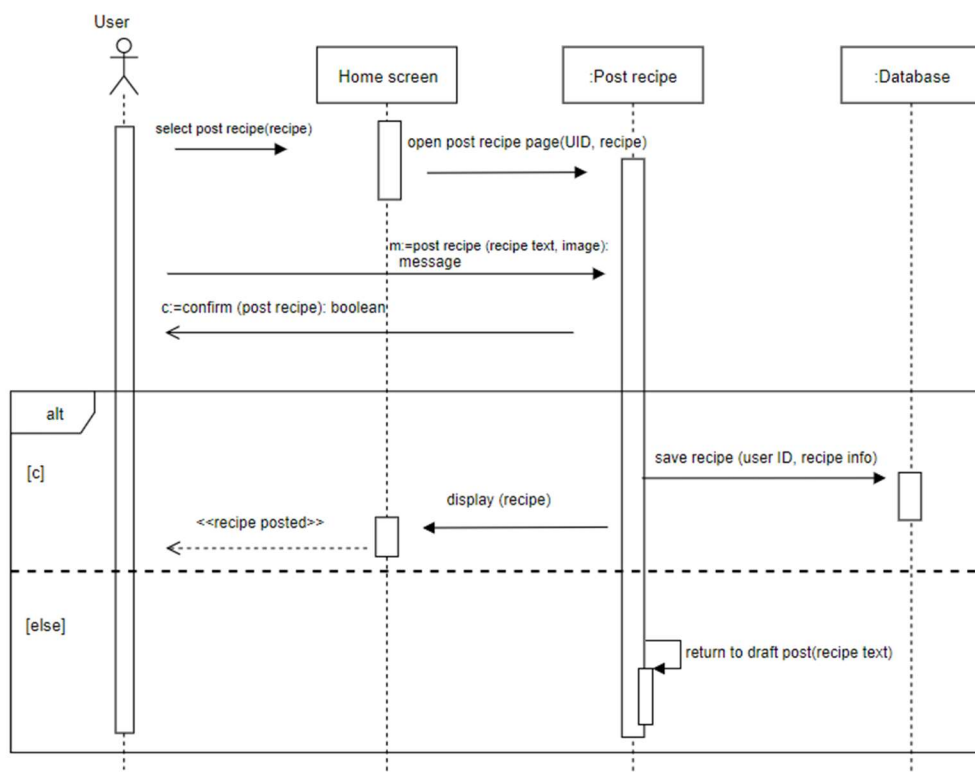 User
Home screen
:Post recipe
:Database
select post recipe(recipe)
open post recipe page(UID, recipe)
m:=post recipe (recipe text, image):
message
c:=confirm (post recipe): boolean
alt
[c]
save recipe (user ID, recipe info)
display (recipe)
<<recipe posted>>
[else]
return to draft post(recipe text)